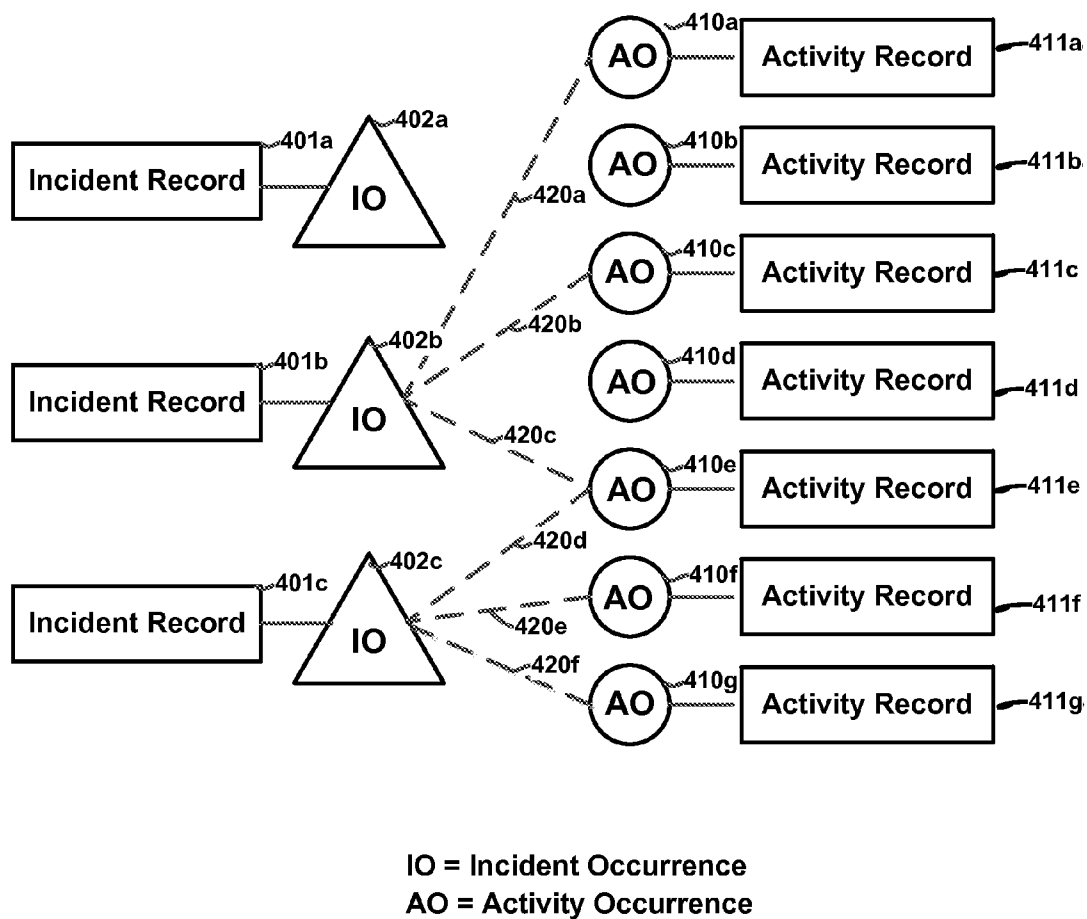 410a
AO
Activity Record
411a
402a
401a
Incident Record
IO
410b
AO
Activity Record
411b
420a
410c
AO
Activity Record
411c
420b
402b
401b
Incident Record
IO
410d
AO
Activity Record
411d
420c
410e
AO
Activity Record
411e
420d
402c
401c
Incident Record
IO
410f
AO
Activity Record
411f
420e
420f
410g
AO
Activity Record
411g
IO = Incident Occurrence
AO = Activity Occurrence